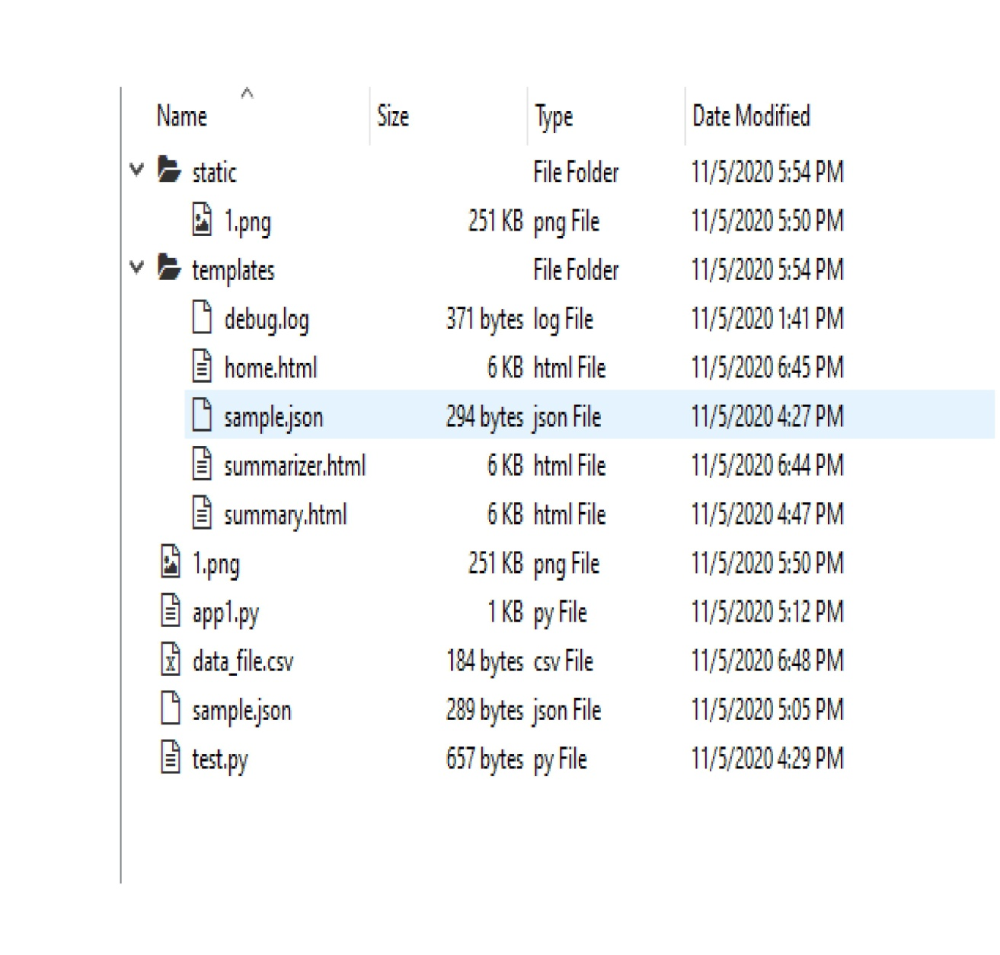 Name Size Type Date Modified
static File Folder 11/5/2020 5:54 PM
1.png 251 KB png File 11/5/2020 5:50 PM
templates File Folder 11/5/2020 5:54 PM
debug.log 371 bytes log File 11/5/2020 1:41 PM
home.html 6 KB html File 11/5/2020 6:45 PM
sample.json 294 bytes json File 11/5/2020 4:27 PM
summarizer.html 6 KB html File 11/5/2020 6:44 PM
summary.html 6 KB html File 11/5/2020 4:47 PM
1.png 251 KB png File 11/5/2020 5:50 PM
app1.py 1 KB py File 11/5/2020 5:12 PM
data_file.csv 184 bytes csv File 11/5/2020 6:48 PM
sample.json 289 bytes json File 11/5/2020 5:05 PM
test.py 657 bytes py File 11/5/2020 4:29 PM